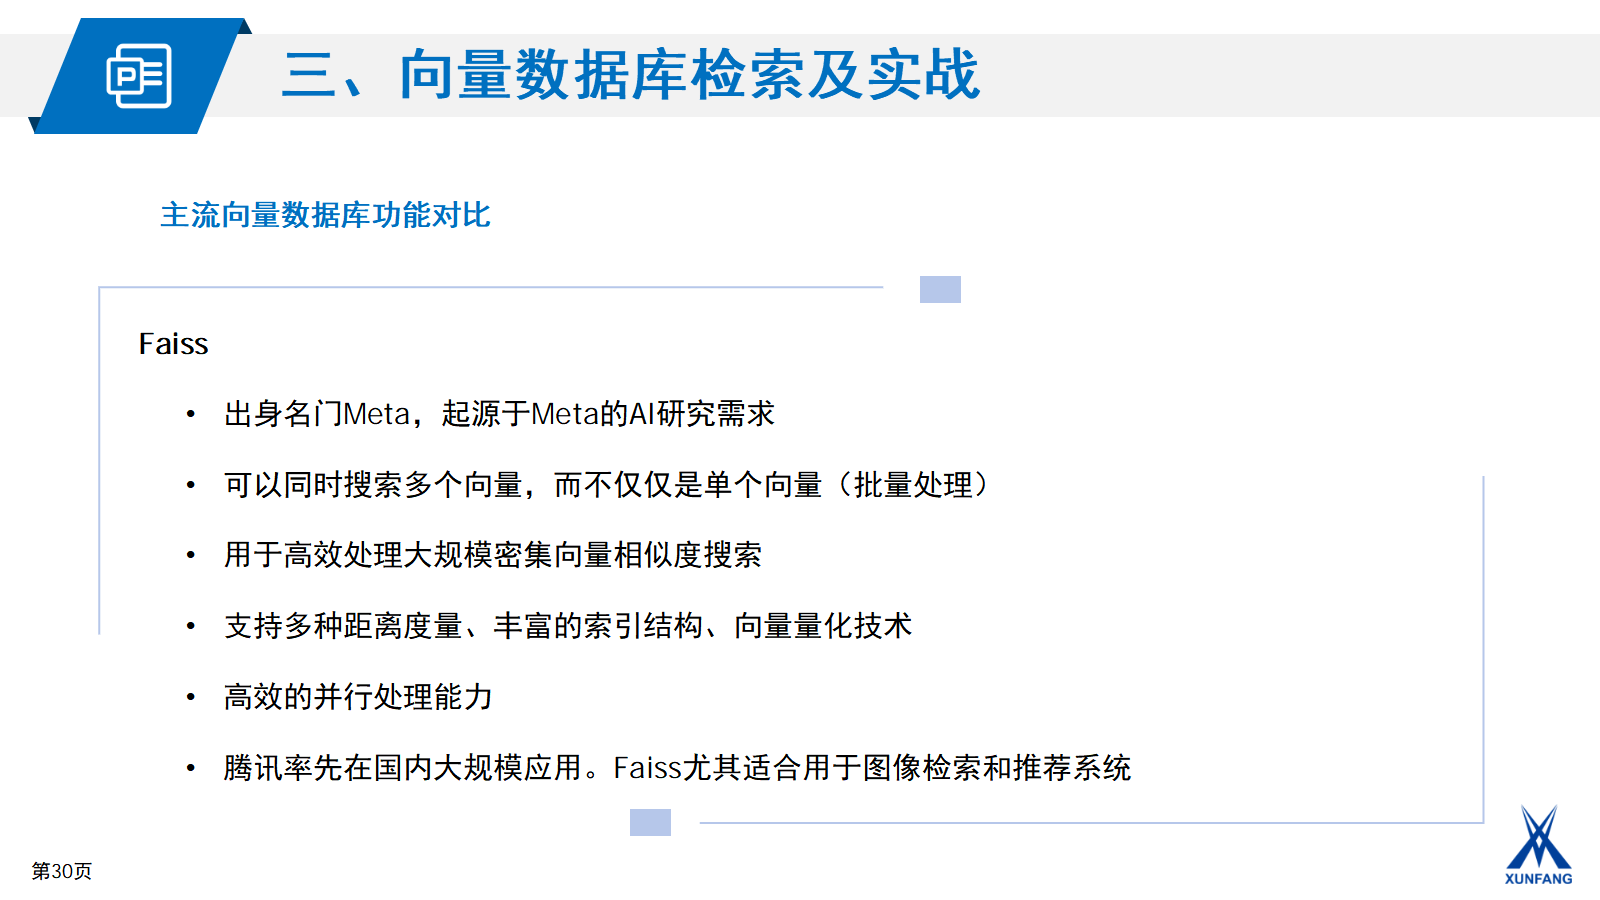 三、向量数据库检索及实战
主流向量数据库功能对比
Faiss
• 出身名门Meta，起源于Meta的AI研究需求
• 可以同时搜索多个向量，而不仅仅是单个向量（批量处理）
• 用于高效处理大规模密集向量相似度搜索
• 支持多种距离度量、丰富的索引结构、向量量化技术
• 高效的并行处理能力
• 腾讯率先在国内大规模应用。Faiss尤其适合用于图像检索和推荐系统
第30页
XUNFANG